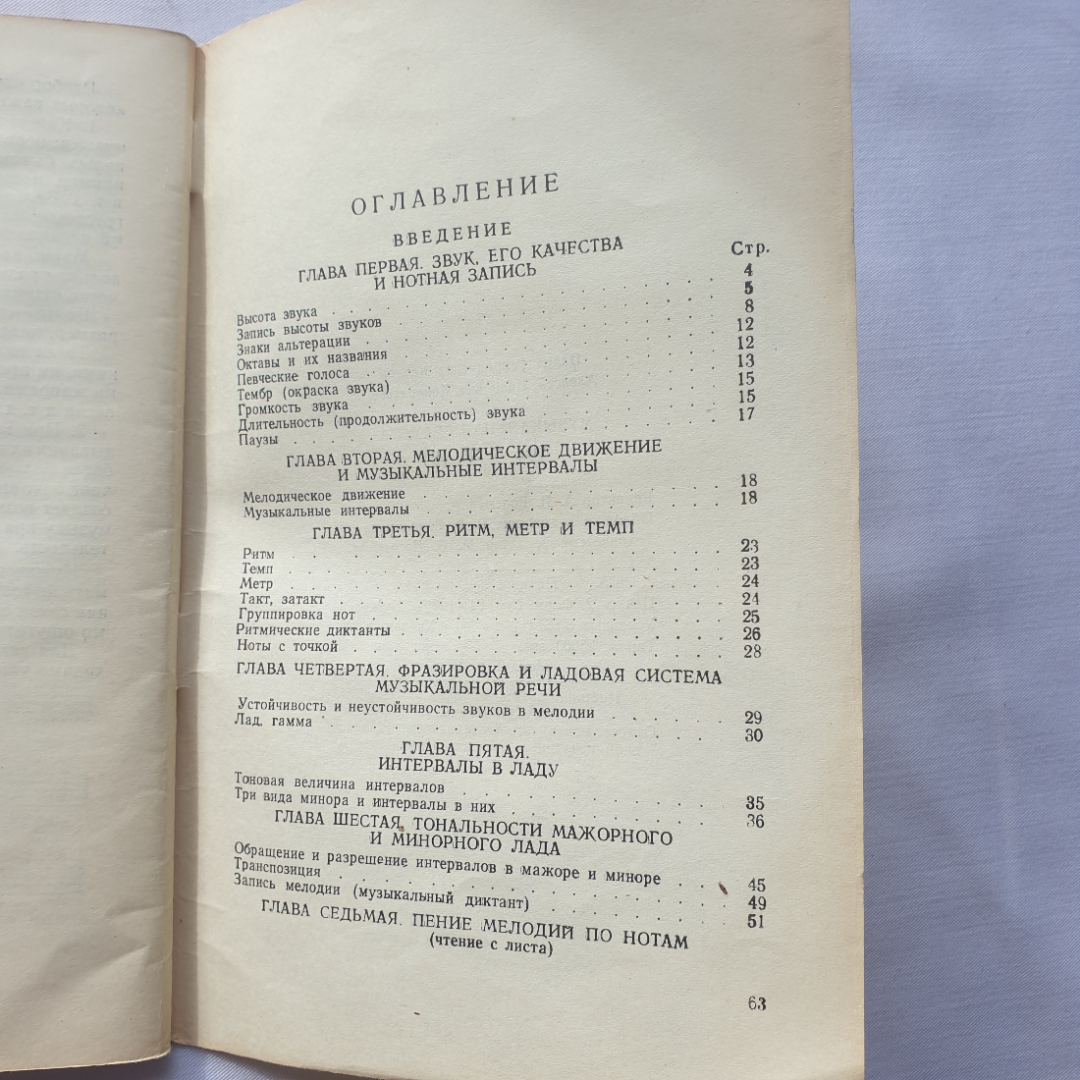 ОГЛАВЛЕНИЕ
ВВЕДЕНИЕ
Стр.
ГЛАВА ПЕРВАЯ. ЗВУК, ЕГО КАЧЕСТВА
И НОТНАЯ ЗАПИСЬ
Высота звука . . . 4
Запись высоты звуков . . . 5
Знаки альтерации . . . 8
Октавы и их названия . . . 12
Певческие голоса . . . 12
Тембр (окраска звука) . . . 13
Громкость звука . . . 15
Длительность (продолжительность) звука . . . 15
Паузы . . . 17
ГЛАВА ВТОРАЯ. МЕЛОДИЧЕСКОЕ ДВИЖЕНИЕ
И МУЗЫКАЛЬНЫЕ ИНТЕРВАЛЫ
Мелодическое движение . . . 18
Музыкальные интервалы . . . 18
ГЛАВА ТРЕТЬЯ. РИТМ, МЕТР И ТЕМП
Ритм . . . 23
Темп . . . 23
Метр . . . 24
Такт, затакт . . . 24
Группировка нот . . . 25
Ритмические диктанты . . . 26
Ноты с точкой . . . 28
ГЛАВА ЧЕТВЕРТАЯ. ФРАЗИРОВКА И ЛАДОВАЯ СИСТЕМА
МУЗЫКАЛЬНОЙ РЕЧИ
Устойчивость и неустойчивость звуков в мелодии . . . 29
Лад, гамма . . . 30
ГЛАВА ПЯТАЯ.
ИНТЕРВАЛЫ В ЛАДУ
Тоновая величина интервалов . . . 35
Три вида минора и интервалы в них . . . 36
ГЛАВА ШЕСТАЯ. ТОНАЛЬНОСТИ МАЖОРНОГО
И МИНОРНОГО ЛАДА
Обращение и разрешение интервалов в мажоре и миноре . . . 45
Транспозиция . . . 49
Запись мелодии (музыкальный диктант) . . . 51
ГЛАВА СЕДЬМАЯ. ПЕНИЕ МЕЛОДИЙ ПО НОТАМ
(чтение с листа)
63